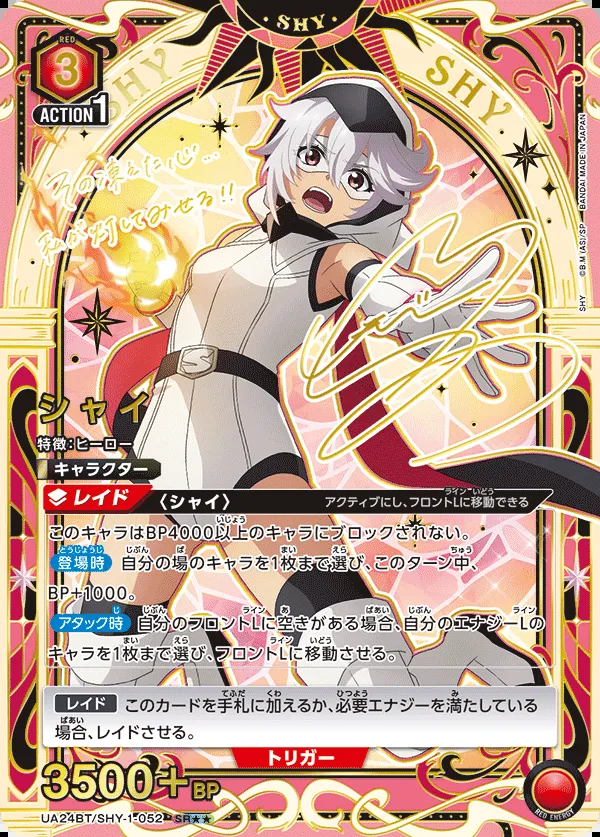 SHY
SHY
SHY
RED
3
ACTION 1
その凍えた心…
私が灯してみせる!!
SHY ©B.M (AS)/SP BANDAI MADE IN JAPAN
シャイ
特徴:ヒーロー
キャラクター
レイド 〈シャイ〉 アクティブにし、フロントLに移動できる
このキャラはBP4000以上のキャラにブロックされない。
登場時 自分の場のキャラを1枚まで選び、このターン中、
BP+1000。
アタック時 自分のフロントLに空きがある場合、自分のエナジーLの
キャラを1枚まで選び、フロントLに移動させる。
レイド このカードを手札に加えるか、必要エナジーを満たしている
場合、レイドさせる。
トリガー
3500+BP
RED ENERGY
UA24BT/SHY-1-052 SR★★